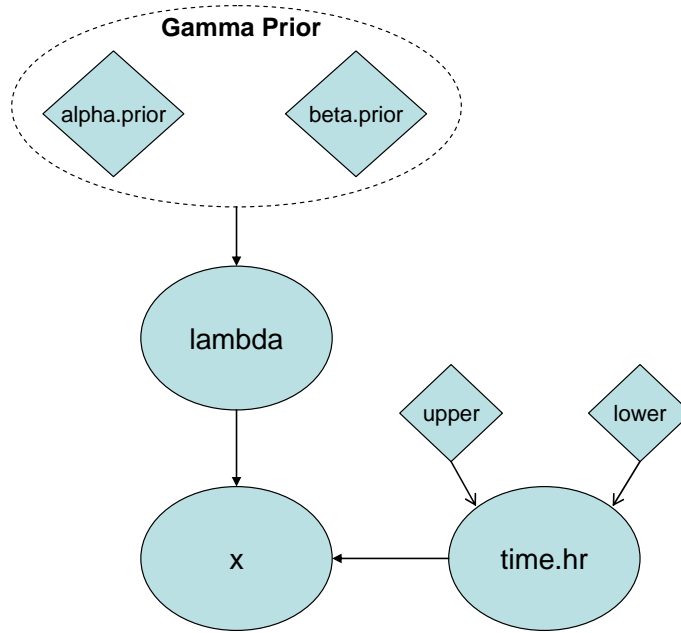 Gamma Prior
alpha.prior
beta.prior
lambda
upper
lower
x
time.hr